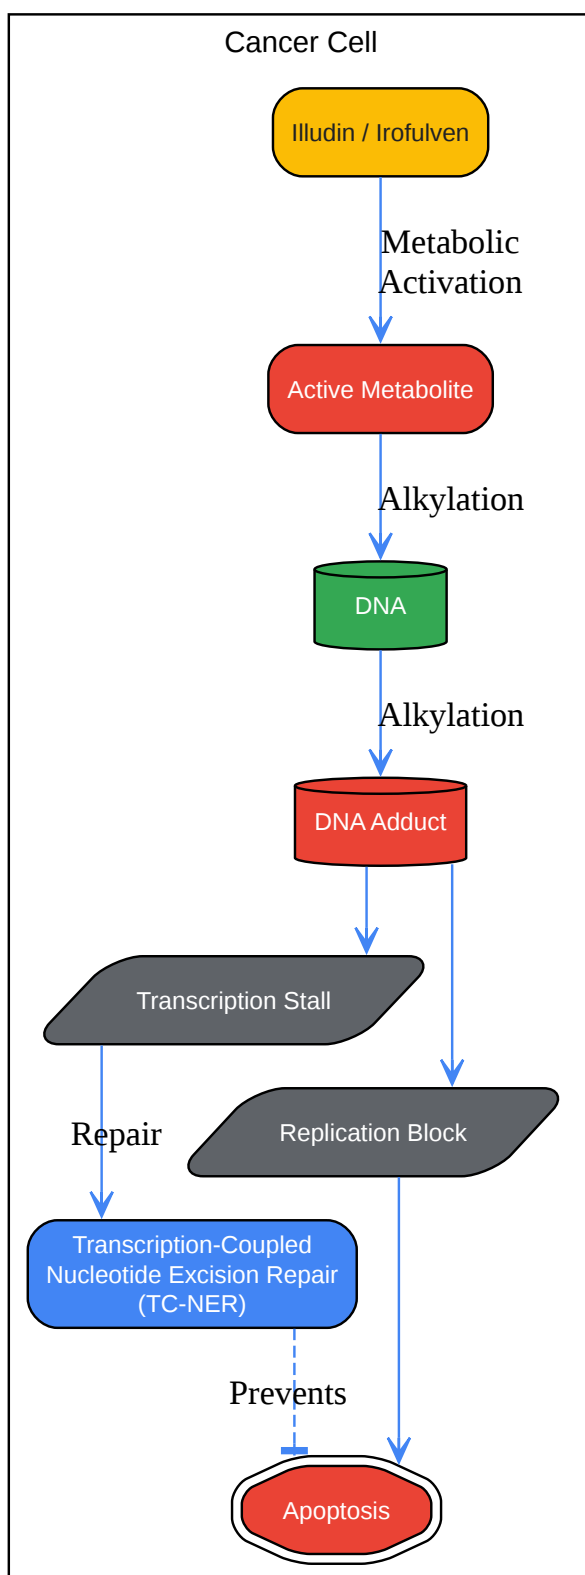 Cancer Cell
Illudin / Irofulven
Metabolic
Activation
Active Metabolite
Alkylation
DNA
Alkylation
DNA Adduct
Transcription Stall
Replication Block
Repair
Transcription-Coupled
Nucleotide Excision Repair
(TC-NER)
Prevents
Apoptosis